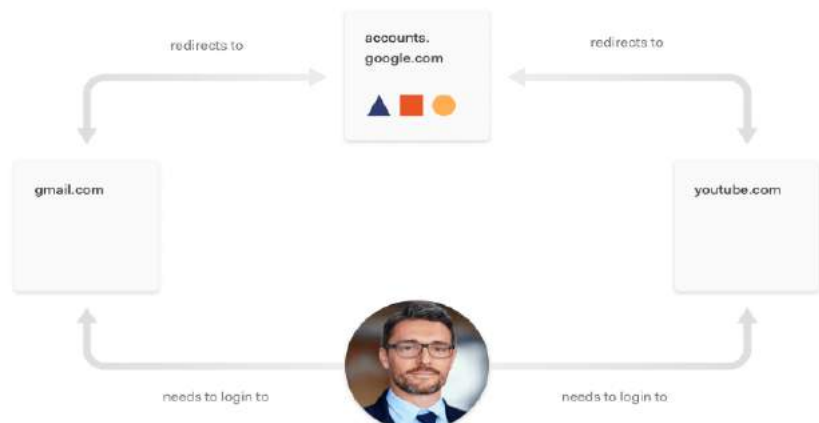 redirects to
accounts.
google.com
redirects to
gmail.com
youtube.com
needs to login to
needs to login to